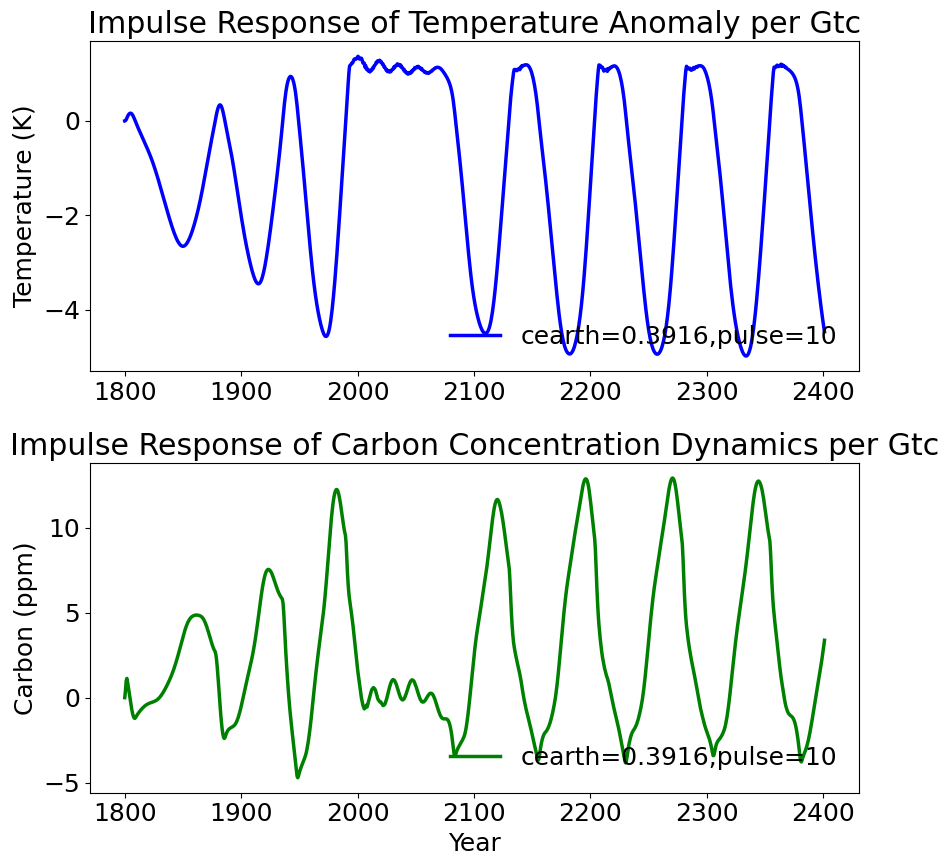 Impulse Response of Temperature Anomaly per Gtc
Temperature (K)
0
−2
−4
cearth=0.3916,pulse=10
1800 1900 2000 2100 2200 2300 2400
Impulse Response of Carbon Concentration Dynamics per Gtc
Carbon (ppm)
10
5
0
−5
cearth=0.3916,pulse=10
1800 1900 2000 2100 2200 2300 2400
Year